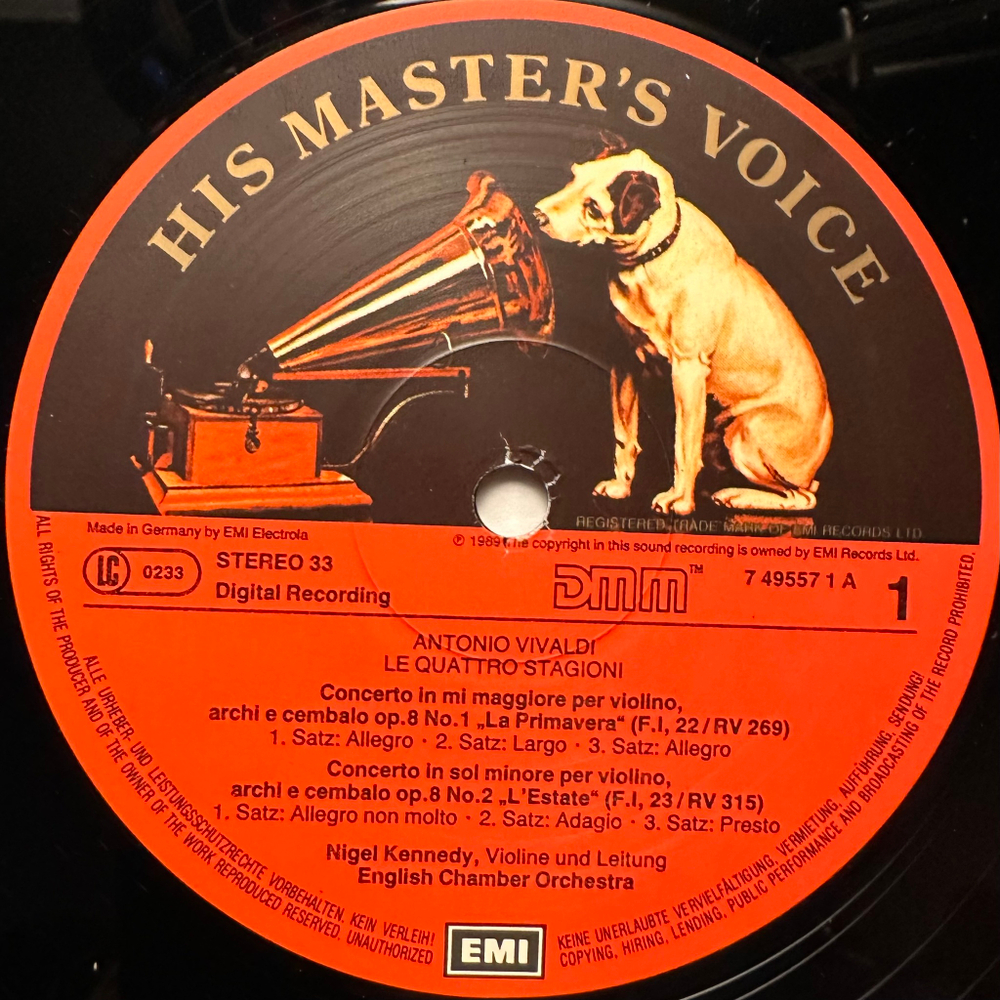 HIS MASTER'S VOICE
REGISTERED TRADE MARK OF EMI RECORDS LTD
Made in Germany by EMI Electrola
℗ 1989 The copyright in this sound recording is owned by EMI Records Ltd.
LC 0233
STEREO 33
Digital Recording
DMM™
7 49557 1 A
1
ANTONIO VIVALDI
LE QUATTRO STAGIONI
Concerto in mi maggiore per violino,
archi e cembalo op.8 No.1 „La Primavera“ (F.I, 22/RV 269)
1. Satz: Allegro · 2. Satz: Largo · 3. Satz: Allegro
Concerto in sol minore per violino,
archi e cembalo op.8 No.2 „L'Estate“ (F.I, 23/RV 315)
1. Satz: Allegro non molto · 2. Satz: Adagio · 3. Satz: Presto
Nigel Kennedy, Violine und Leitung
English Chamber Orchestra
ALLE URHEBER- UND LEISTUNGSSCHUTZRECHTE VORBEHALTEN. KEIN VERLEIH!
KEINE UNERLAUBTE VERVIELFÄLTIGUNG, VERMIETUNG, AUFFÜHRUNG, SENDUNG!
ALL RIGHTS OF THE PRODUCER AND OF THE OWNER OF THE WORK REPRODUCED RESERVED. UNAUTHORIZED
COPYING, HIRING, LENDING, PUBLIC PERFORMANCE AND BROADCASTING OF THE RECORD PROHIBITED.
EMI